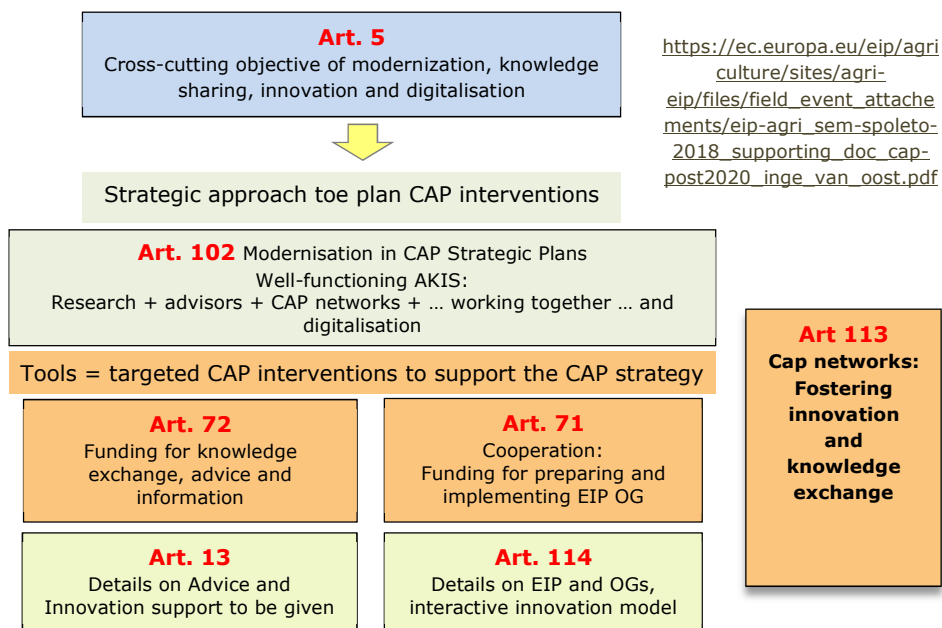 Art. 5
Cross-cutting objective of modernization, knowledge
sharing, innovation and digitalisation
https://ec.europa.eu/eip/agri
culture/sites/agri-
eip/files/field_event_attache
ments/eip-agri_sem-spoleto-
2018_supporting_doc_cap-
post2020_inge_van_oost.pdf
Strategic approach toe plan CAP interventions
Art. 102 Modernisation in CAP Strategic Plans
Well-functioning AKIS:
Research + advisors + CAP networks + … working together … and
digitalisation
Tools = targeted CAP interventions to support the CAP strategy
Art. 72
Funding for knowledge
exchange, advice and
information
Art. 71
Cooperation:
Funding for preparing and
implementing EIP OG
Art. 13
Details on Advice and
Innovation support to be given
Art. 114
Details on EIP and OGs,
interactive innovation model
Art 113
Cap networks:
Fostering
innovation
and
knowledge
exchange